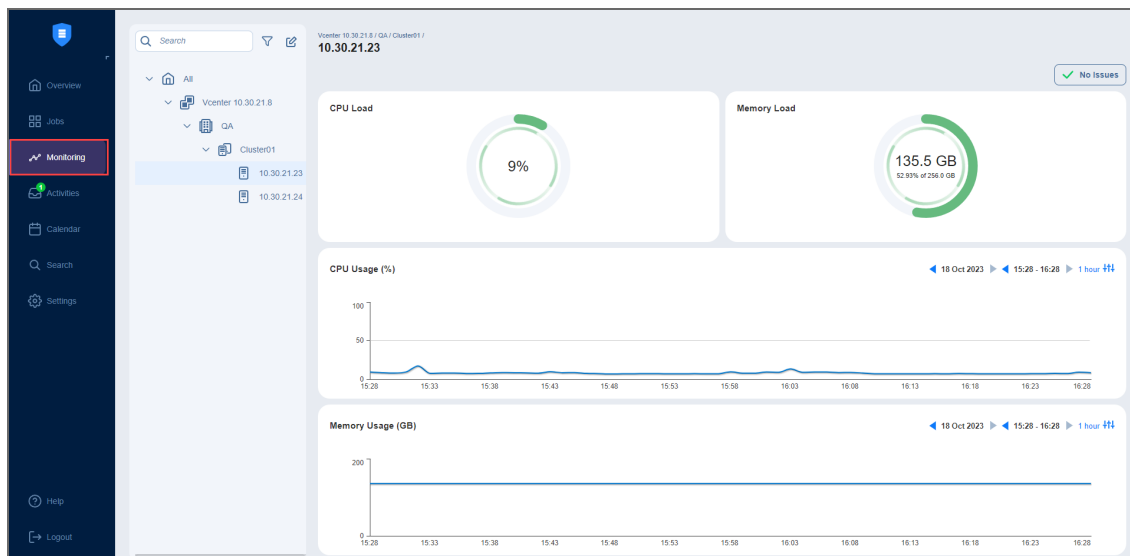 Overview
Jobs
Monitoring
1
Activities
Calendar
Search
Settings
Help
Logout
Search
All
Vcenter 10.30.21.8
QA
Cluster01
10.30.21.23
10.30.21.24
Vcenter 10.30.21.8 / QA / Cluster01 /
10.30.21.23
No Issues
CPU Load
9%
Memory Load
135.5 GB
52.93% of 256.0 GB
CPU Usage (%)
18 Oct 2023 15:28 - 16:28 1 hour
100
50
0
15:28 15:33 15:38 15:43 15:48 15:53 15:58 16:03 16:08 16:13 16:18 16:23 16:28
Memory Usage (GB)
18 Oct 2023 15:28 - 16:28 1 hour
200
0
15:28 15:33 15:38 15:43 15:48 15:53 15:58 16:03 16:08 16:13 16:18 16:23 16:28